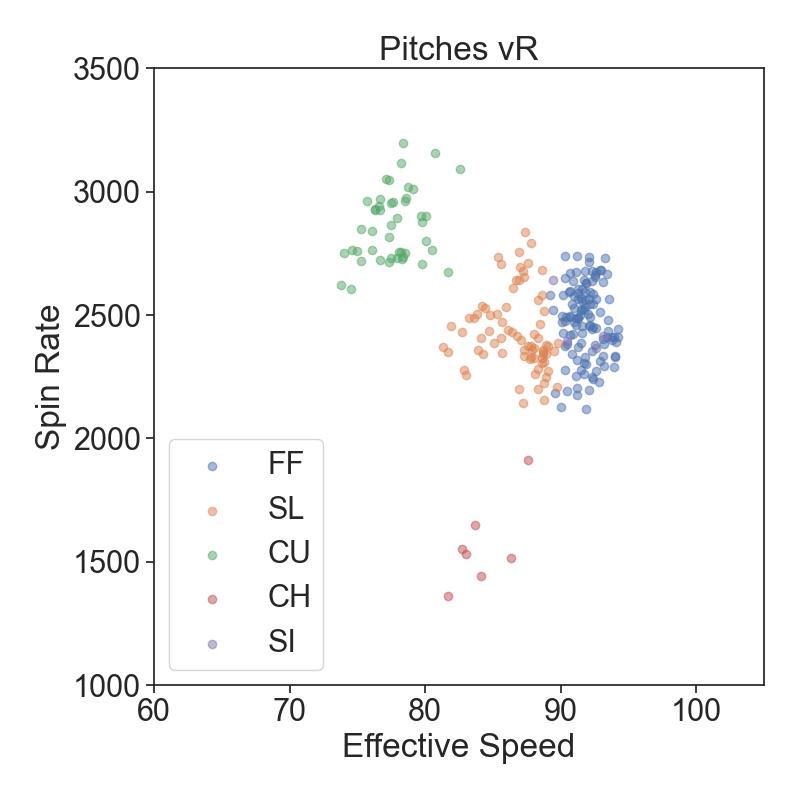 Pitches vR
3500
3000
2500
2000
1500
1000
Spin Rate
FF
SL
CU
CH
SI
60 70 80 90 100
Effective Speed